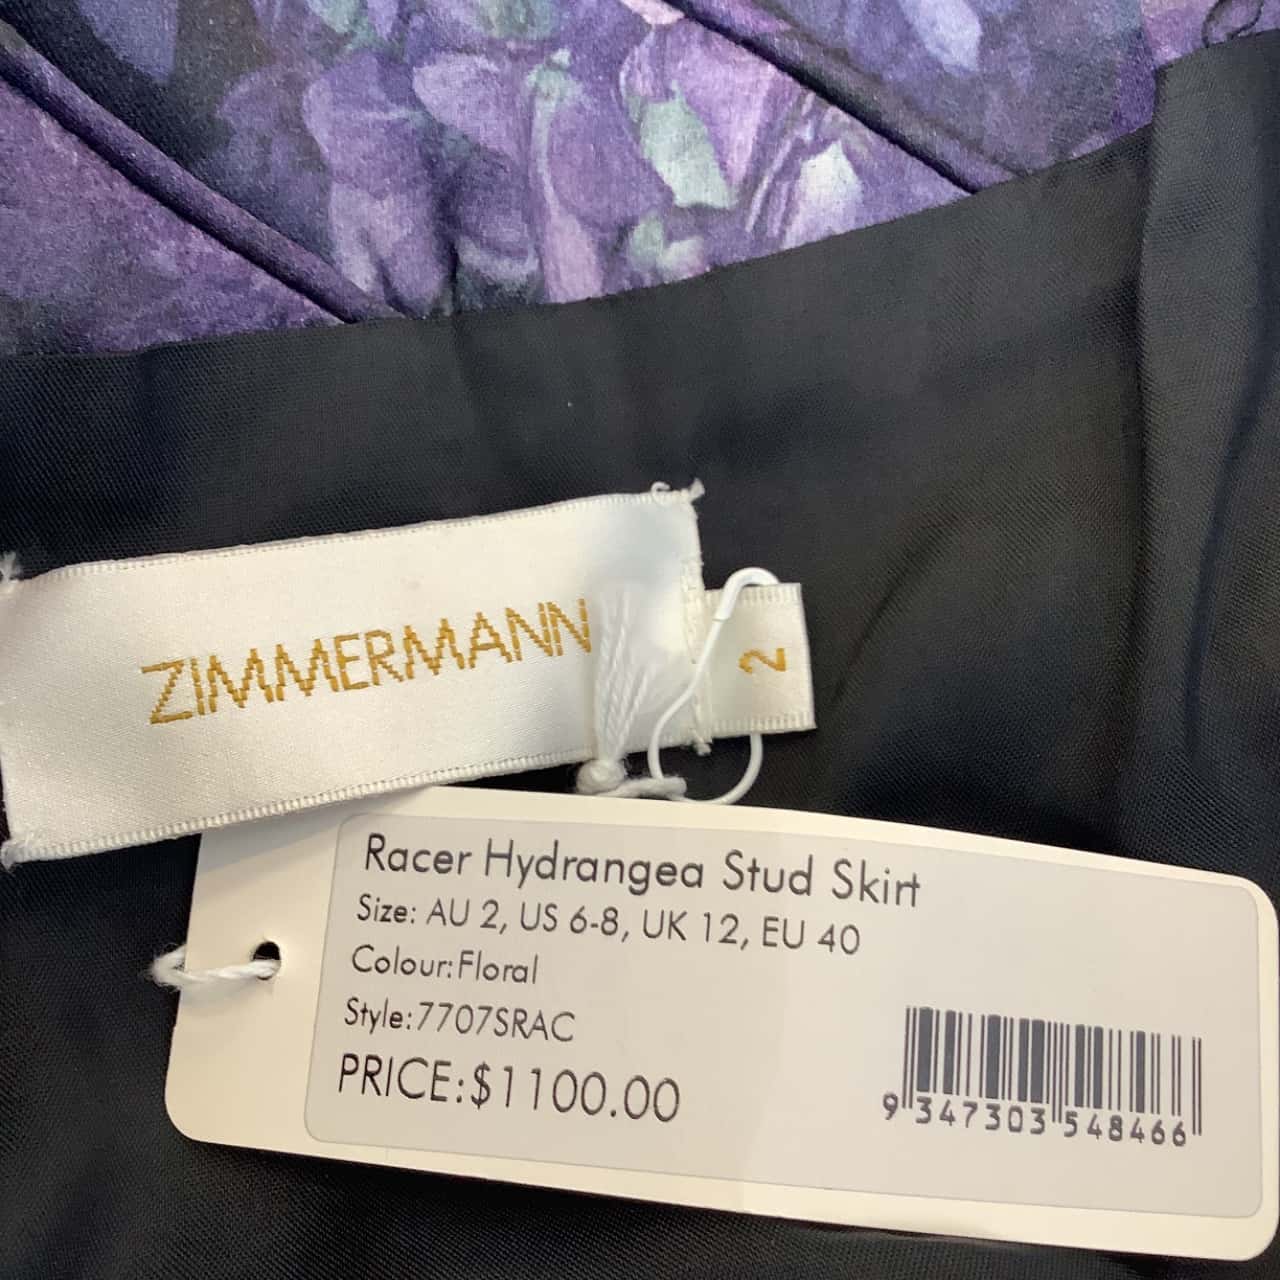 ZIMMERMANN
2
Racer Hydrangea Stud Skirt
Size: AU 2, US 6-8, UK 12, EU 40
Colour:Floral
Style:7707SRAC
PRICE:$1100.00
9 347303 548466